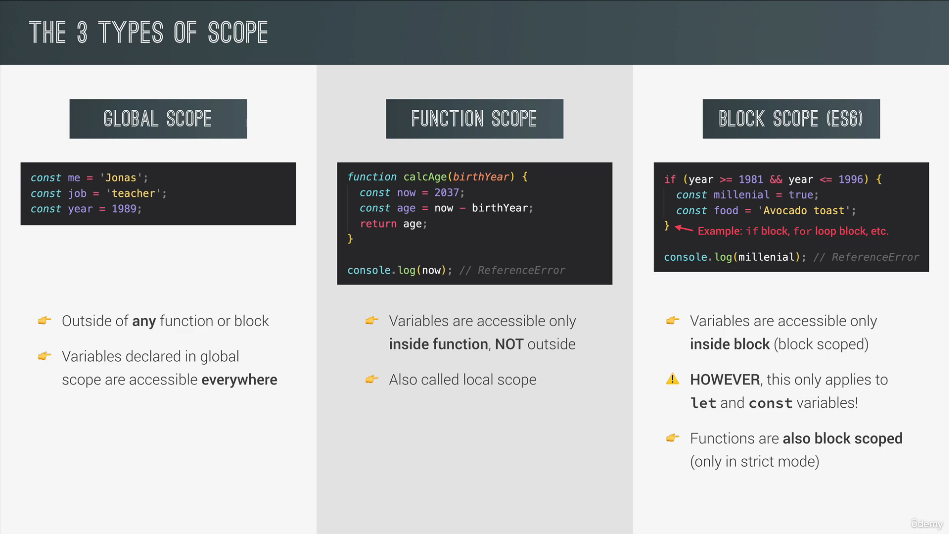 THE 3 TYPES OF SCOPE
GLOBAL SCOPE
const me = 'Jonas';
const job = 'teacher';
const year = 1989;
Outside of any function or block
Variables declared in global
scope are accessible everywhere
FUNCTION SCOPE
function calcAge(birthYear) {
const now = 2037;
const age = now - birthYear;
return age;
}
console.log(now); // ReferenceError
Variables are accessible only
inside function, NOT outside
Also called local scope
BLOCK SCOPE (ES6)
if (year >= 1981 && year <= 1996) {
const millenial = true;
const food = 'Avocado toast';
}
Example: if block, for loop block, etc.
console.log(millenial); // ReferenceError
Variables are accessible only
inside block (block scoped)
HOWEVER, this only applies to
let and const variables!
Functions are also block scoped
(only in strict mode)
ûdemy